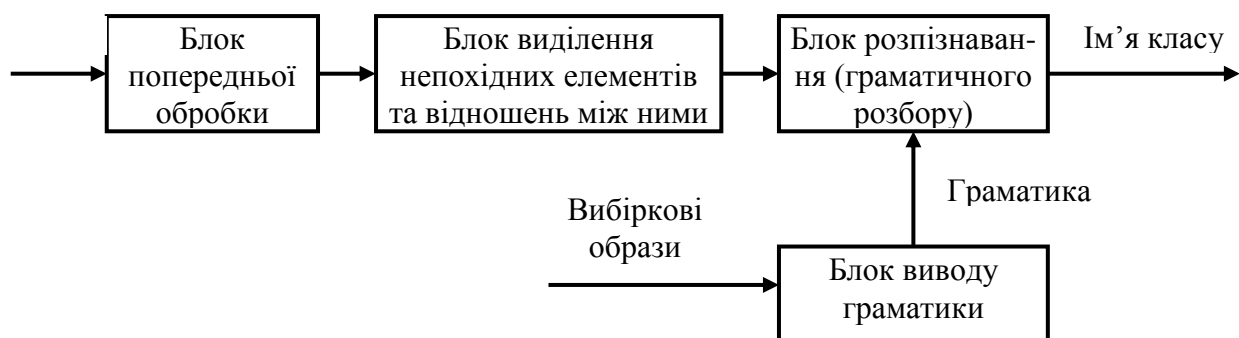 Блок
попередньої
обробки
Блок виділення
непохідних елементів
та відношень між ними
Блок розпізнаван-
ня (граматичного
розбору)
Ім’я класу
Граматика
Вибіркові
образи
Блок виводу
граматики